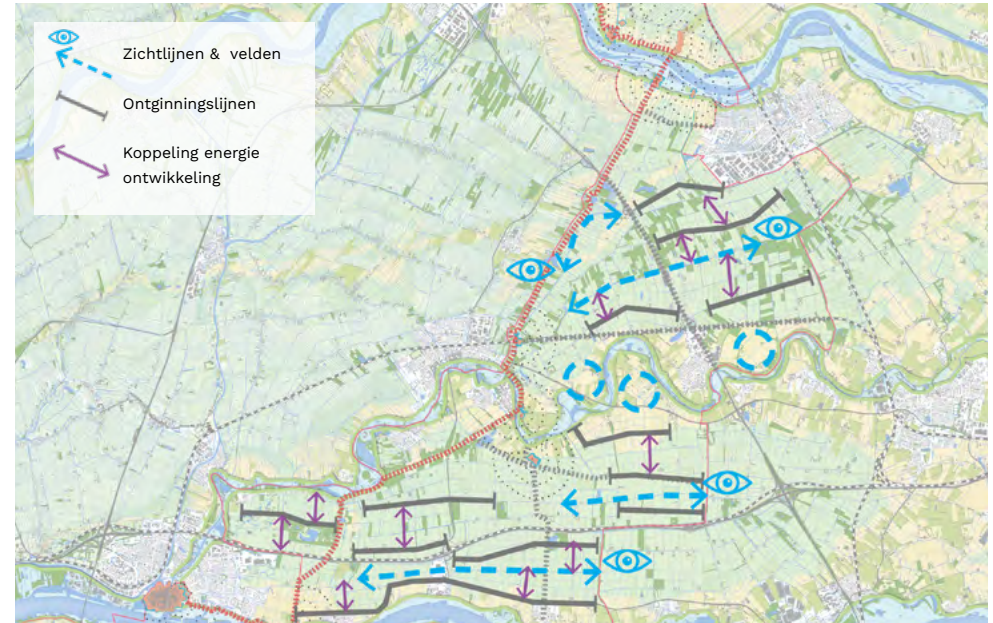 Zichtlijnen & velden
Ontginningslijnen
Koppeling energie
ontwikkeling